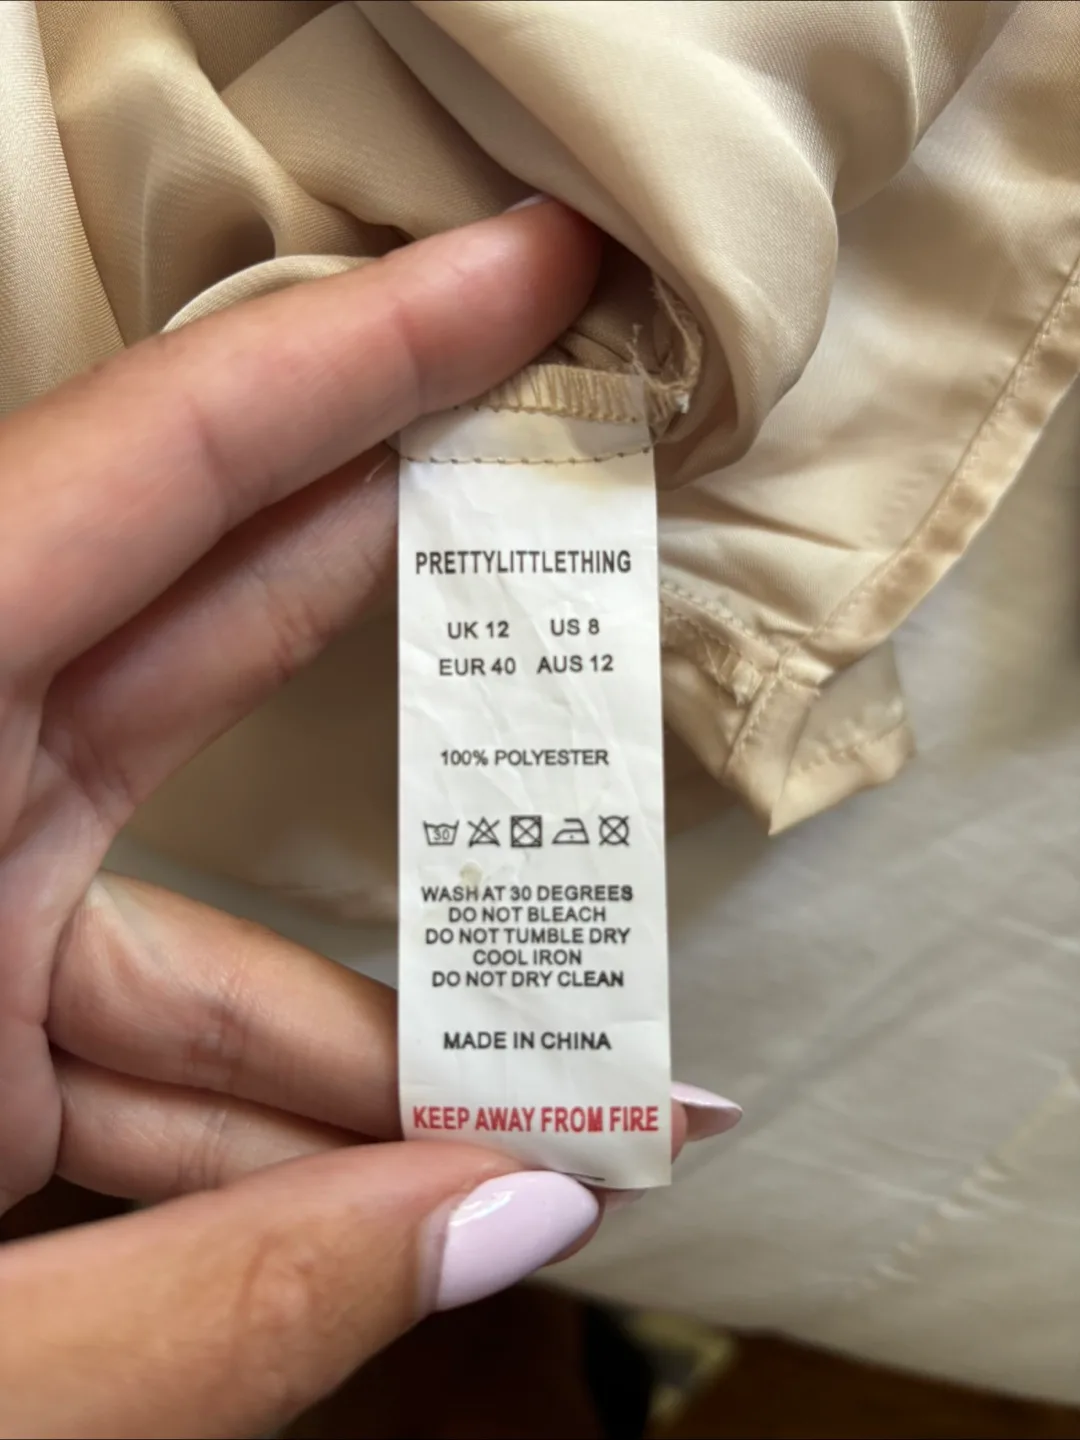 PRETTYLITTLETHING
UK 12 US 8
EUR 40 AUS 12
100% POLYESTER
30
WASH AT 30 DEGREES
DO NOT BLEACH
DO NOT TUMBLE DRY
COOL IRON
DO NOT DRY CLEAN
MADE IN CHINA
KEEP AWAY FROM FIRE